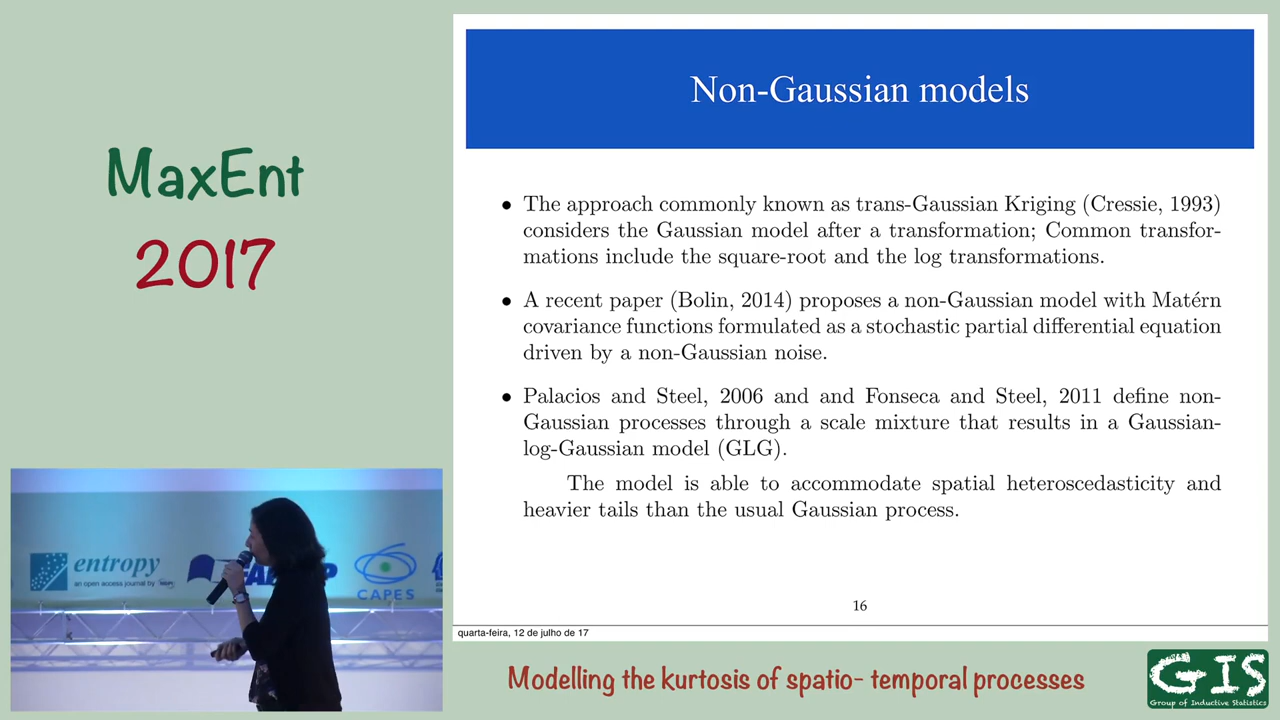 MaxEnt
2017
Non-Gaussian models
• The approach commonly known as trans-Gaussian Kriging (Cressie, 1993)
considers the Gaussian model after a transformation; Common transfor-
mations include the square-root and the log transformations.
• A recent paper (Bolin, 2014) proposes a non-Gaussian model with Matérn
covariance functions formulated as a stochastic partial differential equation
driven by a non-Gaussian noise.
• Palacios and Steel, 2006 and and Fonseca and Steel, 2011 define non-
Gaussian processes through a scale mixture that results in a Gaussian-
log-Gaussian model (GLG).
The model is able to accommodate spatial heteroscedasticity and
heavier tails than the usual Gaussian process.
16
quarta-feira, 12 de julho de 17
entropy
an open access journal by
CAPES
Modelling the kurtosis of spatio- temporal processes
GIS
Group of Inductive Statistics